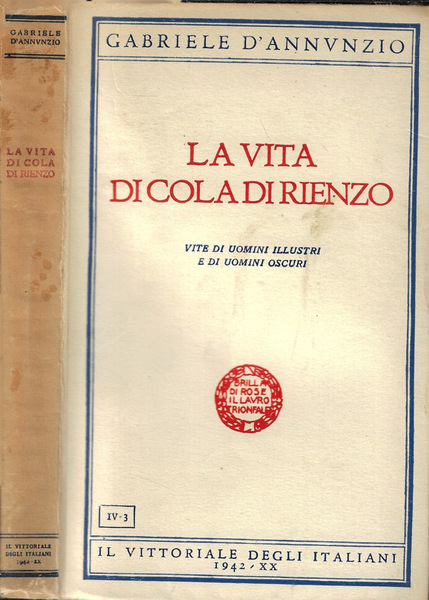 GABRIELE
D'ANNVNZIO
LA VITA
DI COLA
DI RIENZO
IL VITTORIALE
DEGLI ITALIANI
1942-XX
GABRIELE D'ANNVNZIO
LA VITA
DI COLA DI RIENZO
VITE DI UOMINI ILLUSTRI
E DI UOMINI OSCURI
BRILLA
DI ROSE
IL LAVRO
TRIONFALE
IV-3
IL VITTORIALE DEGLI ITALIANI
1942-XX